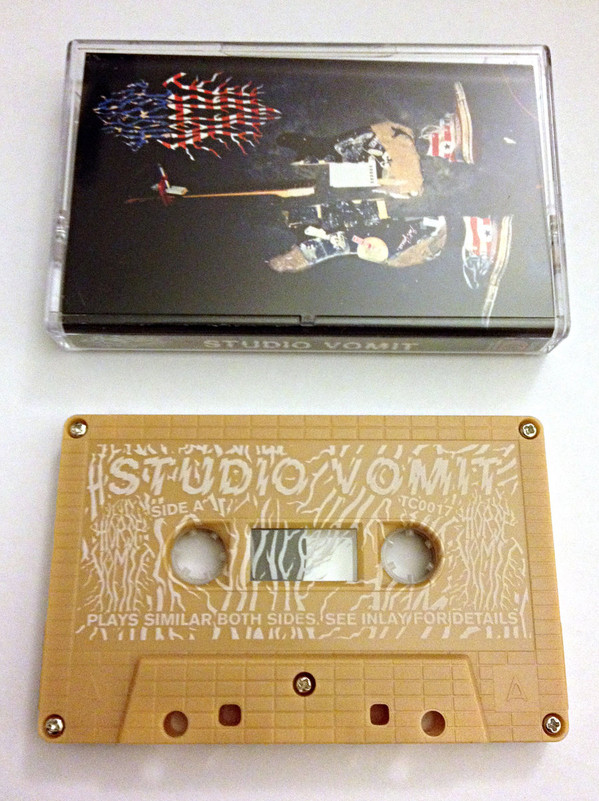 STUDIO VOMIT
STUDIO VOMIT
SIDE A
TC0017
PLAYS SIMILAR BOTH SIDES. SEE INLAY FOR DETAILS
A